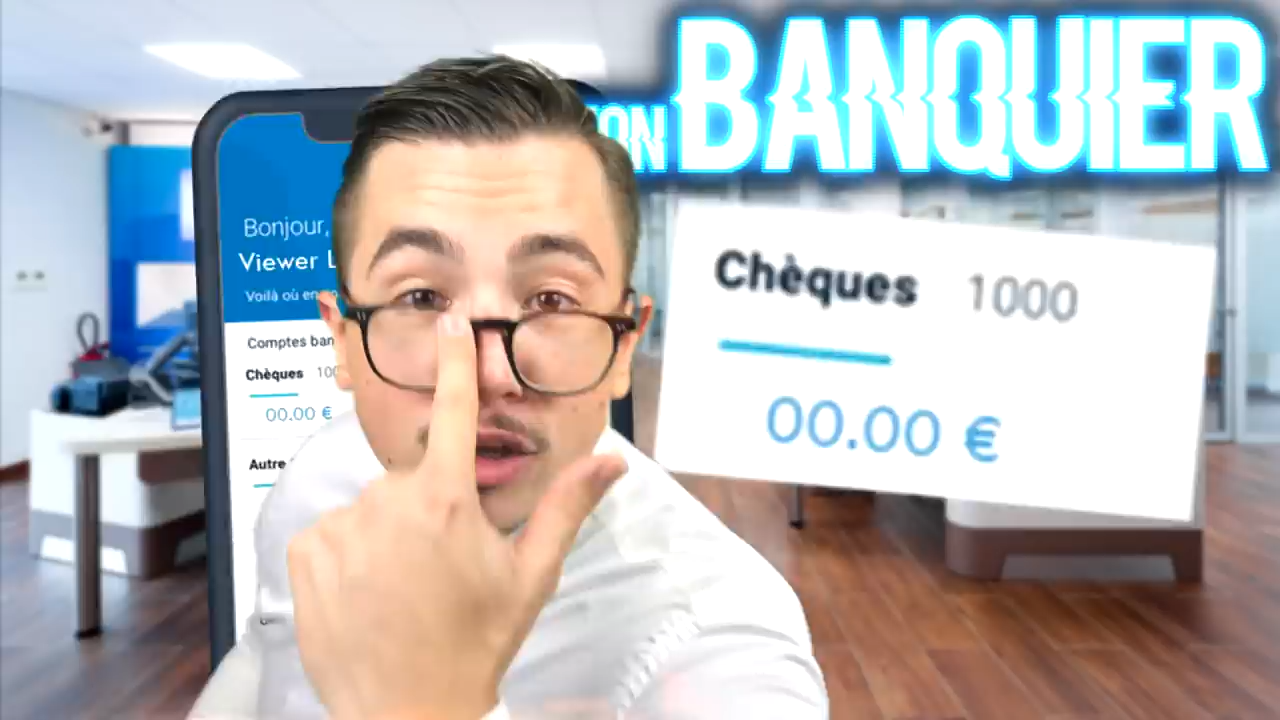 BANQUIER
Bonjour,
Viewer
Voilà où en
Comptes ban
Chèques 100
00.00 €
Autre
Chèques 1000
00.00 €